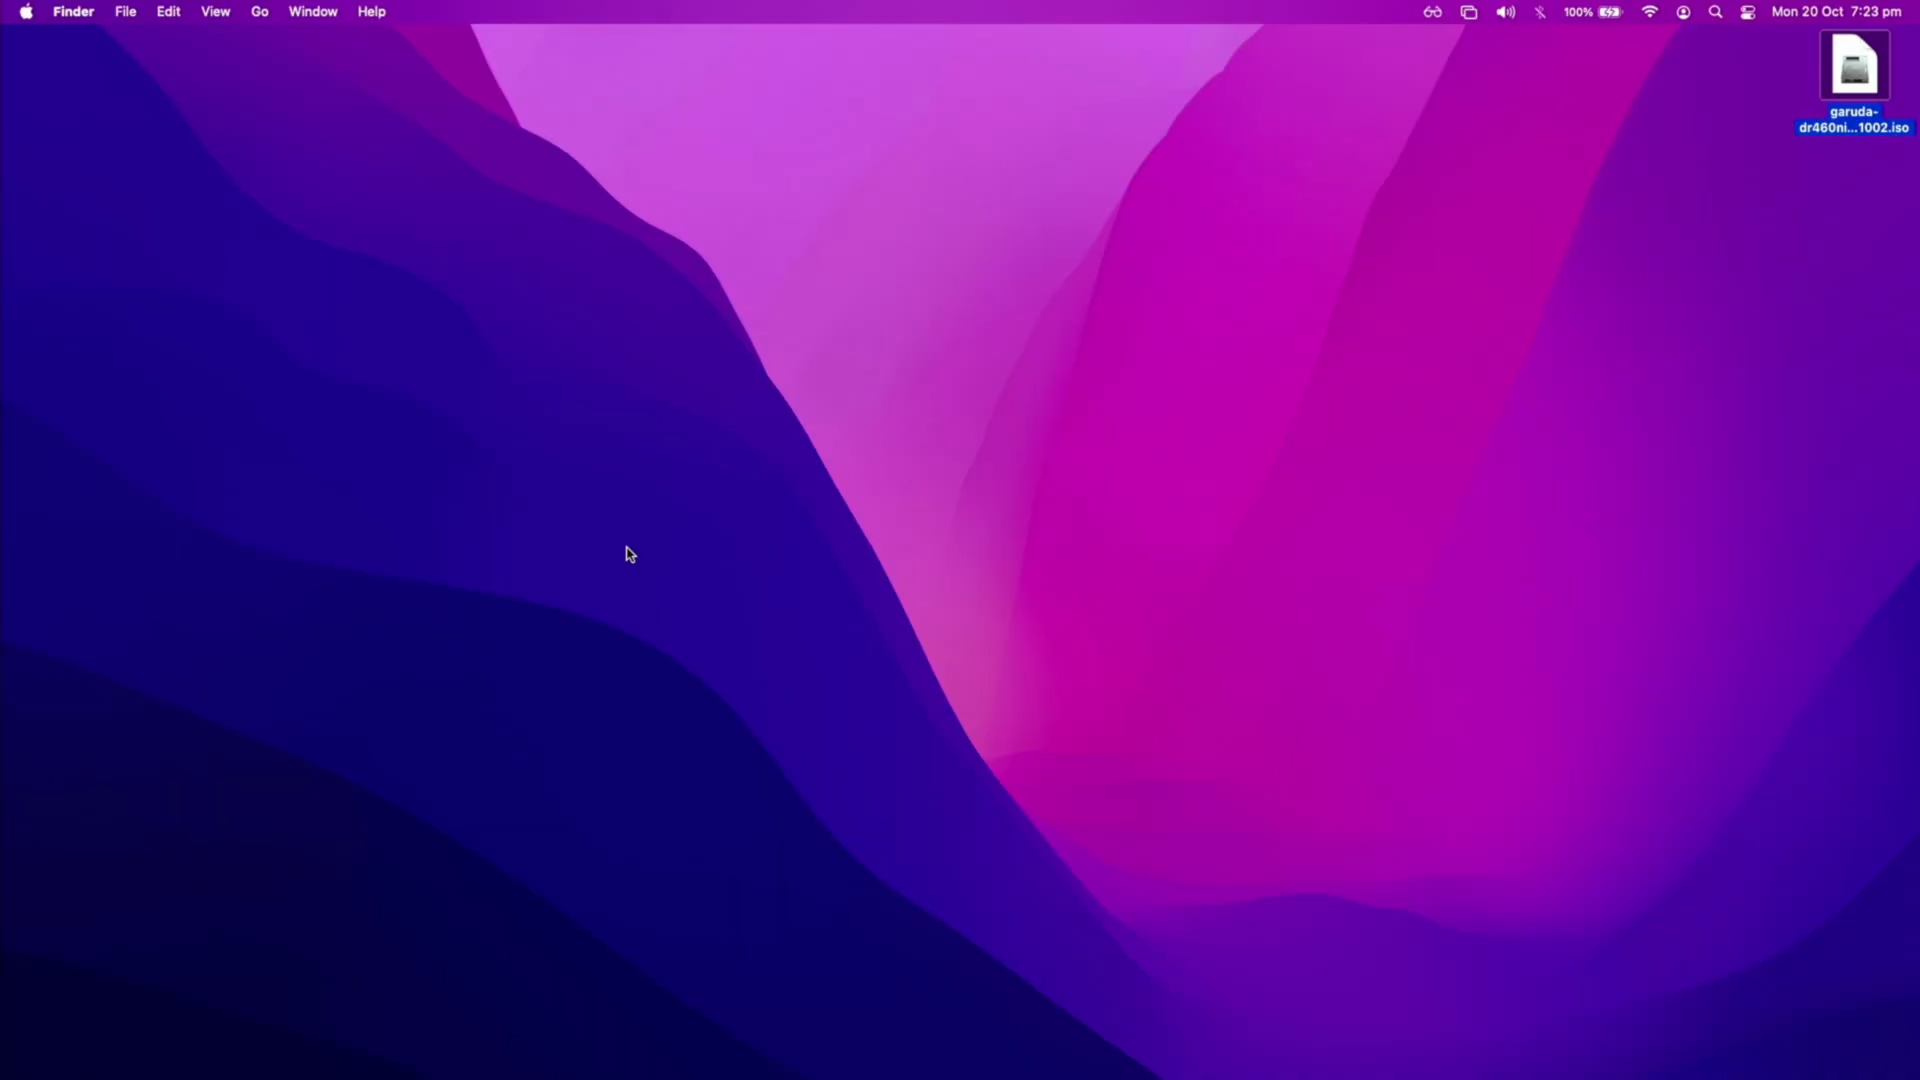 Finder File Edit View Go Window Help 100% Mon 20 Oct 7:23 pm
garuda-
dr460ni...1002.iso